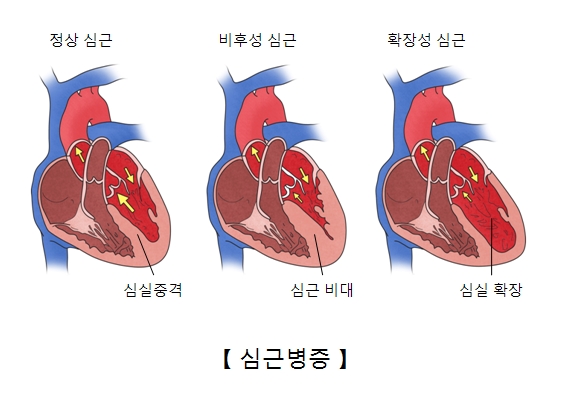 정상 심근
비후성 심근
확장성 심근
심실중격
심근 비대
심실 확장
【 심근병증 】